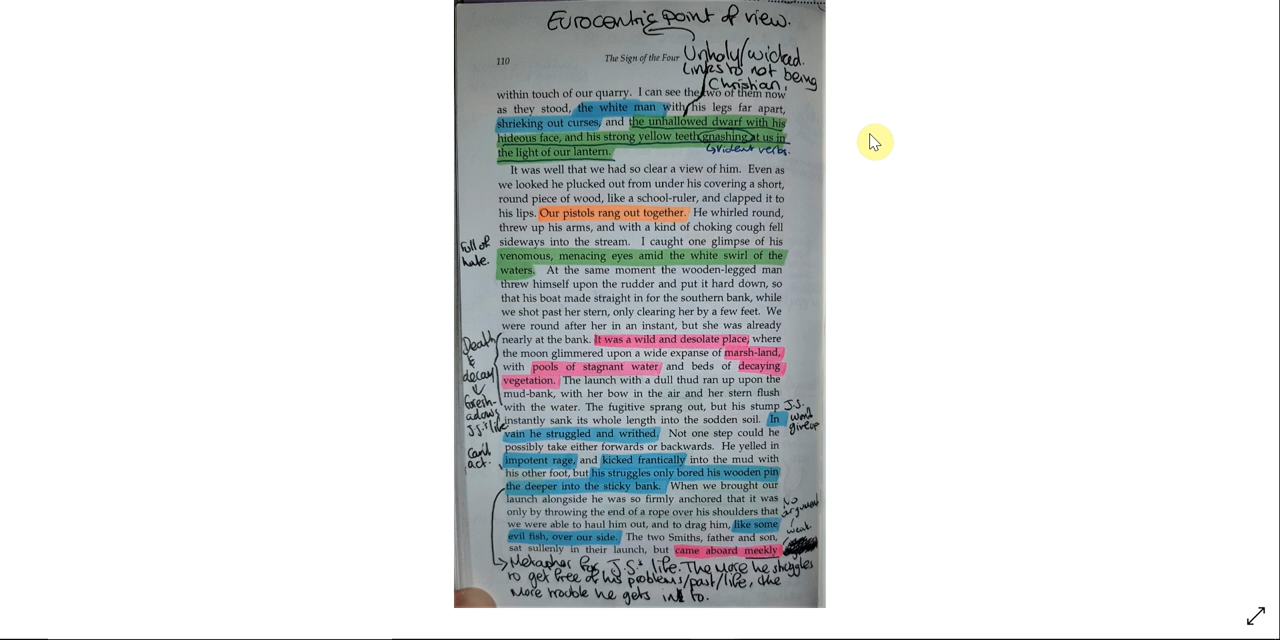 Eurocentric point of view.
110
The Sign of the Four
Unholy/wicked.
Links to not being
Christian.
within touch of our quarry. I can see the two of them now
as they stood, the white man with his legs far apart,
shrieking out curses, and the unhallowed dwarf with his
hideous face, and his strong yellow teeth gnashing at us in
the light of our lantern.
verbs.
It was well that we had so clear a view of him. Even as
we looked he plucked out from under his covering a short,
round piece of wood, like a school-ruler, and clapped it to
his lips. Our pistols rang out together. He whirled round,
threw up his arms, and with a kind of choking cough fell
sideways into the stream. I caught one glimpse of his
Full of
hate.
venomous, menacing eyes amid the white swirl of the
waters. At the same moment the wooden-legged man
threw himself upon the rudder and put it hard down, so
that his boat made straight in for the southern bank, while
we shot past her stern, only clearing her by a few feet. We
were round after her in an instant, but she was already
nearly at the bank. It was a wild and desolate place, where
the moon glimmered upon a wide expanse of marsh-land,
with pools of stagnant water and beds of decaying
vegetation. The launch with a dull thud ran up upon the
mud-bank, with her bow in the air and her stern flush
with the water. The fugitive sprang out, but his stump
instantly sank its whole length into the sodden soil. In
vain he struggled and writhed. Not one step could he
possibly take either forwards or backwards. He yelled in
impotent rage, and kicked frantically into the mud with
his other foot, but his struggles only bored his wooden pin
the deeper into the sticky bank. When we brought our
launch alongside he was so firmly anchored that it was
only by throwing the end of a rope over his shoulders that
we were able to haul him out, and to drag him, like some
evil fish, over our side. The two Smiths, father and son,
sat sullenly in their launch, but came aboard meekly
Death
&
decay
foresh-
adows
J.S.'s life
Can't
act.
J.S.
won't
give up
No
argument
weak
Metaphor for J.S.'s life. The more he struggles
to get free of his problems/past/life, the
more trouble he gets into.